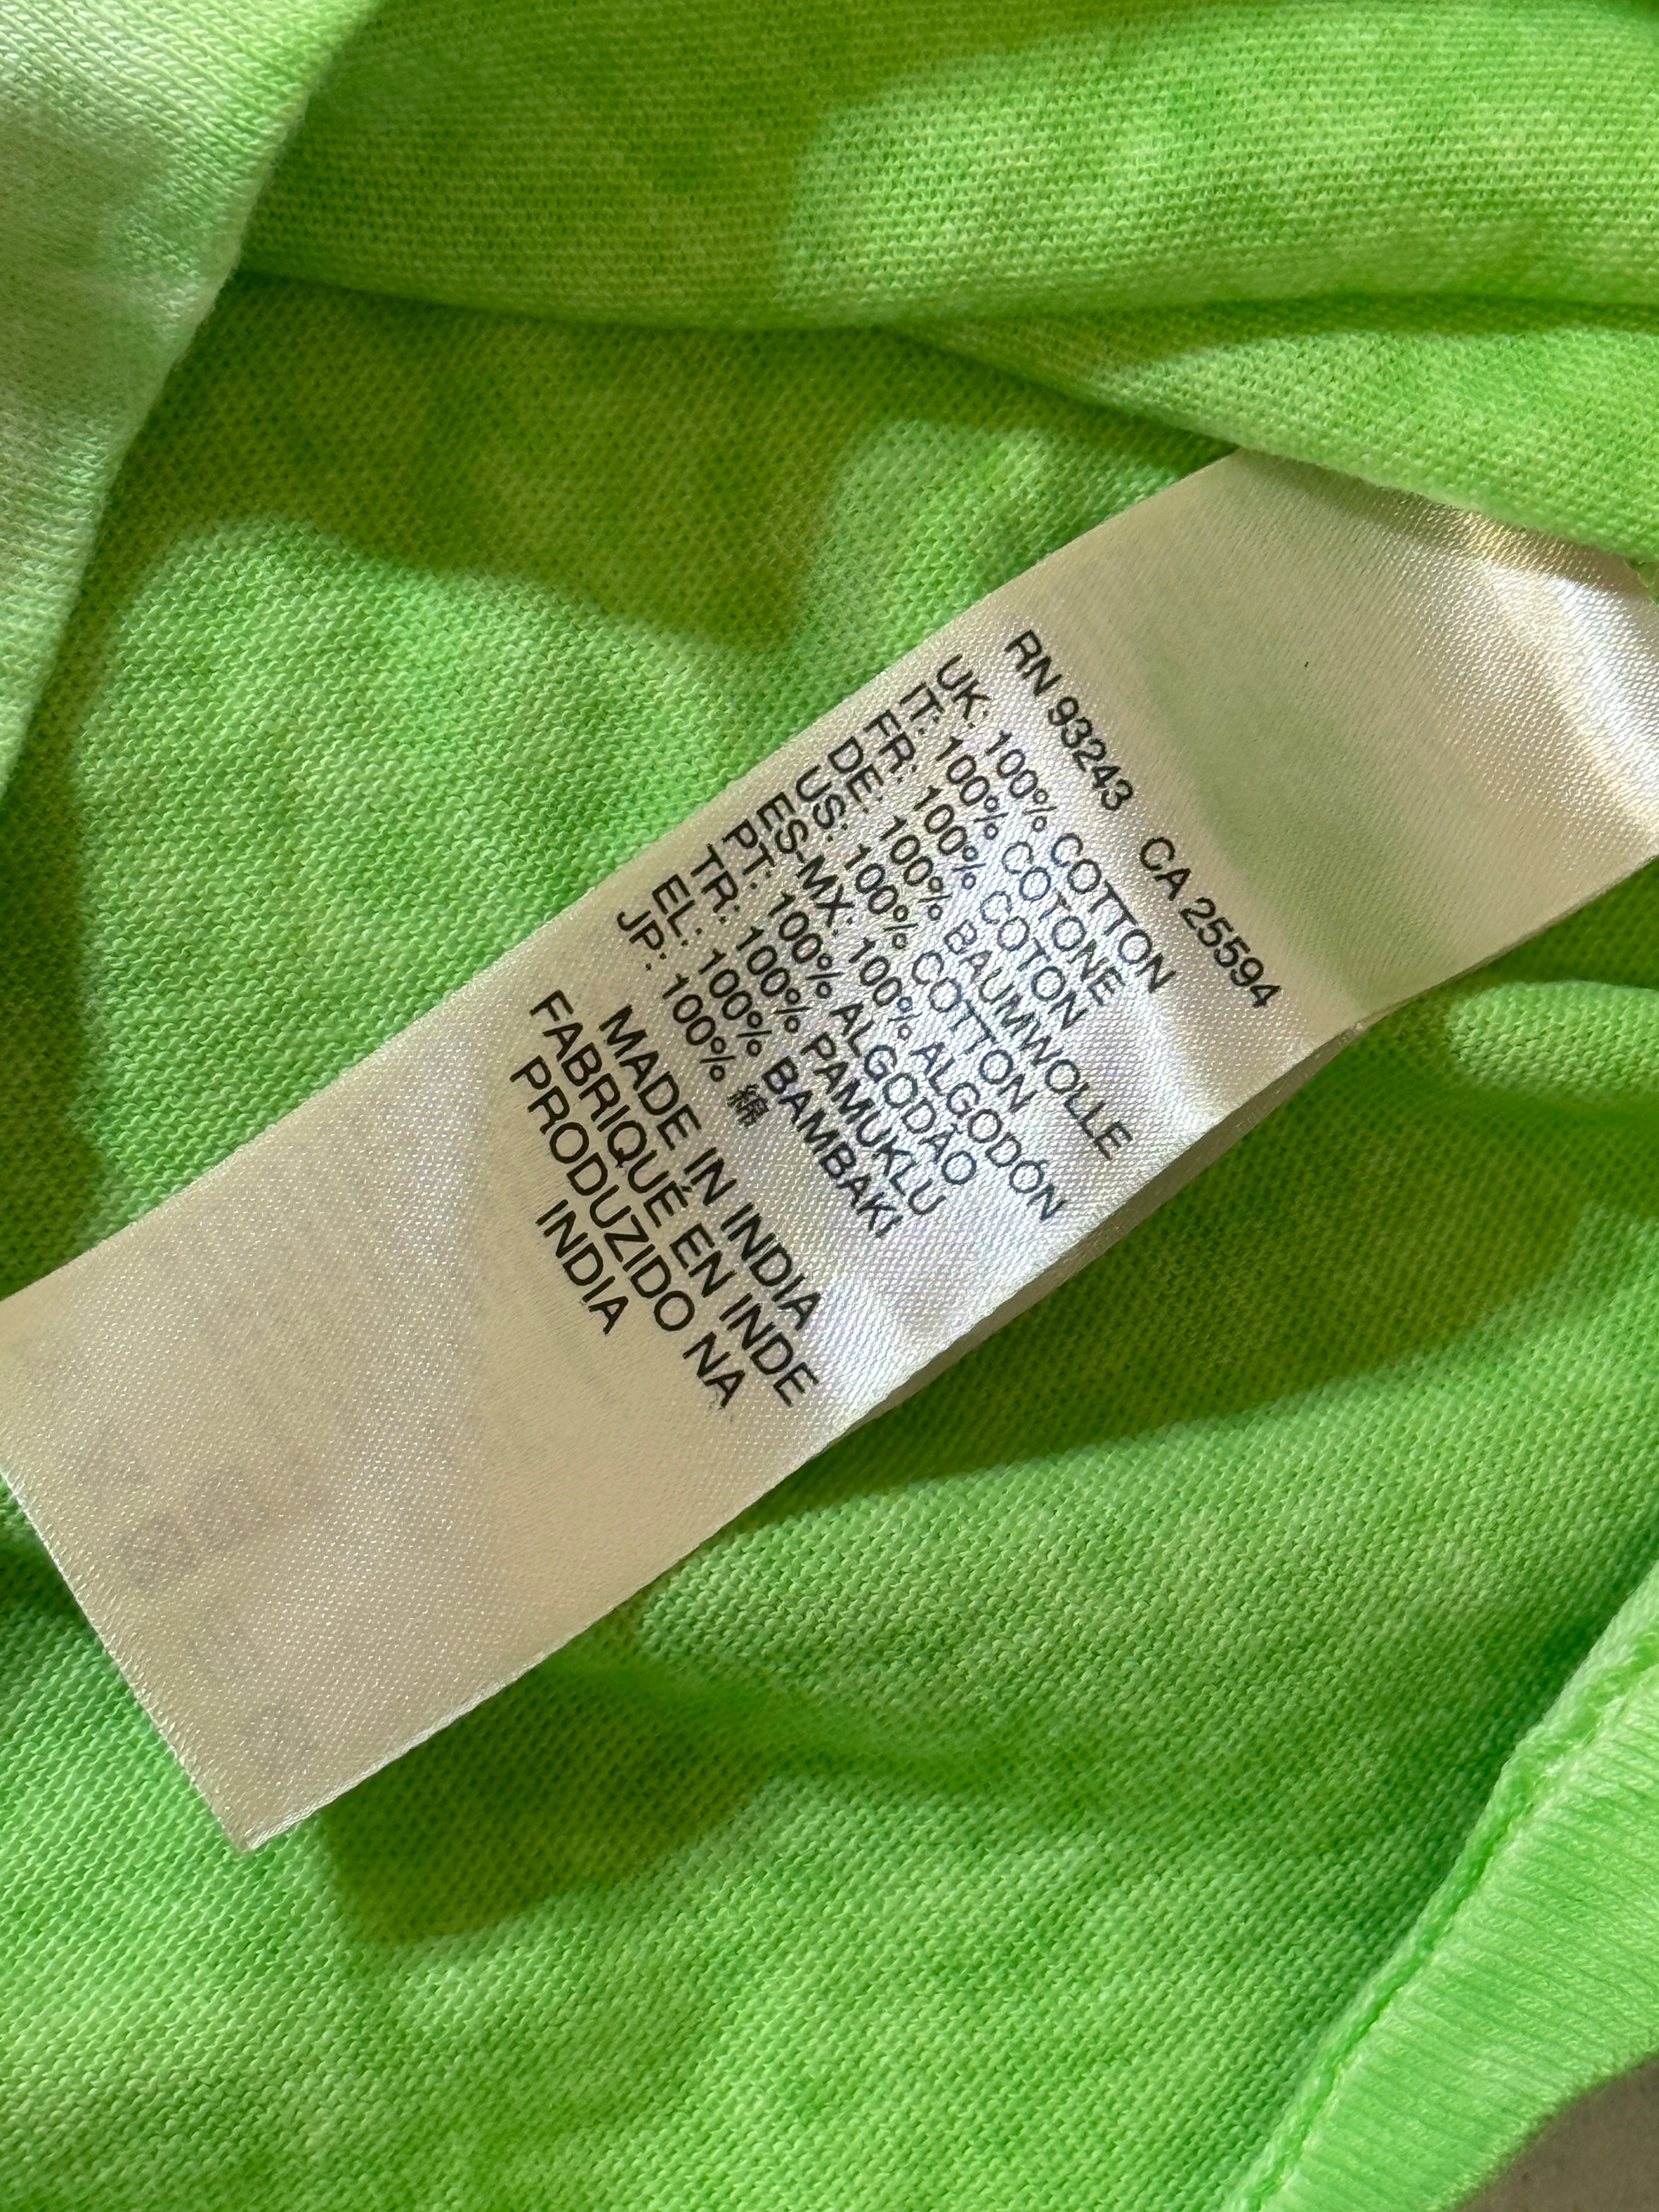 RN 93243 CA 25594
UK: 100% COTTON
IT: 100% COTONE
FR: 100% COTON
DE: 100% BAUMWOLLE
US: 100% COTTON
ES-MX: 100% ALGODÓN
PT: 100% ALGODÃO
TR: 100% PAMUKLU
EL: 100% BAMBAKI
JP: 100% 綿
MADE IN INDIA
FABRIQUÉ EN INDE
PRODUZIDO NA
INDIA